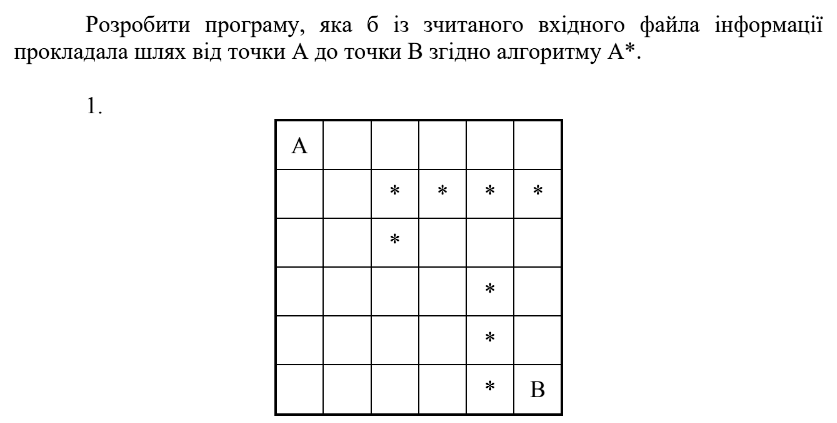 Розробити програму, яка б із зчитаного вхідного файла інформації
прокладала шлях від точки А до точки В згідно алгоритму А*.
1.
А
* * * *
*
*
*
* В